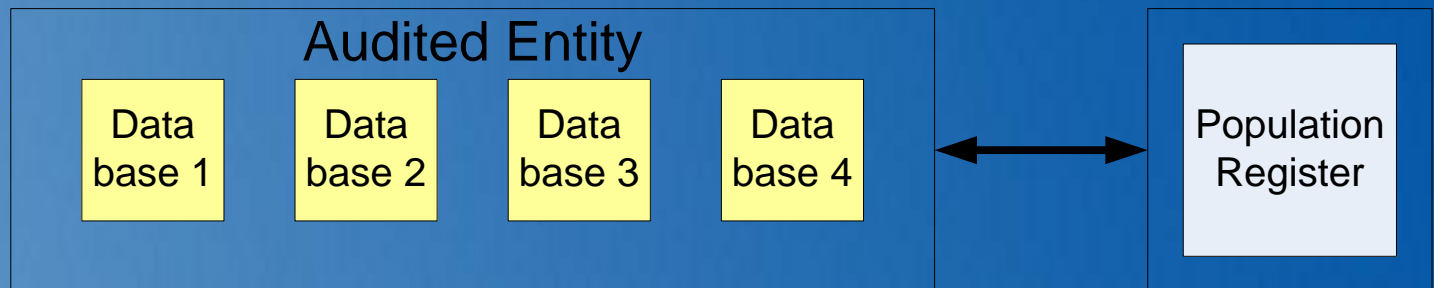 Audited Entity
Data
base 1
Data
base 2
Data
base 3
Data
base 4
Population
Register